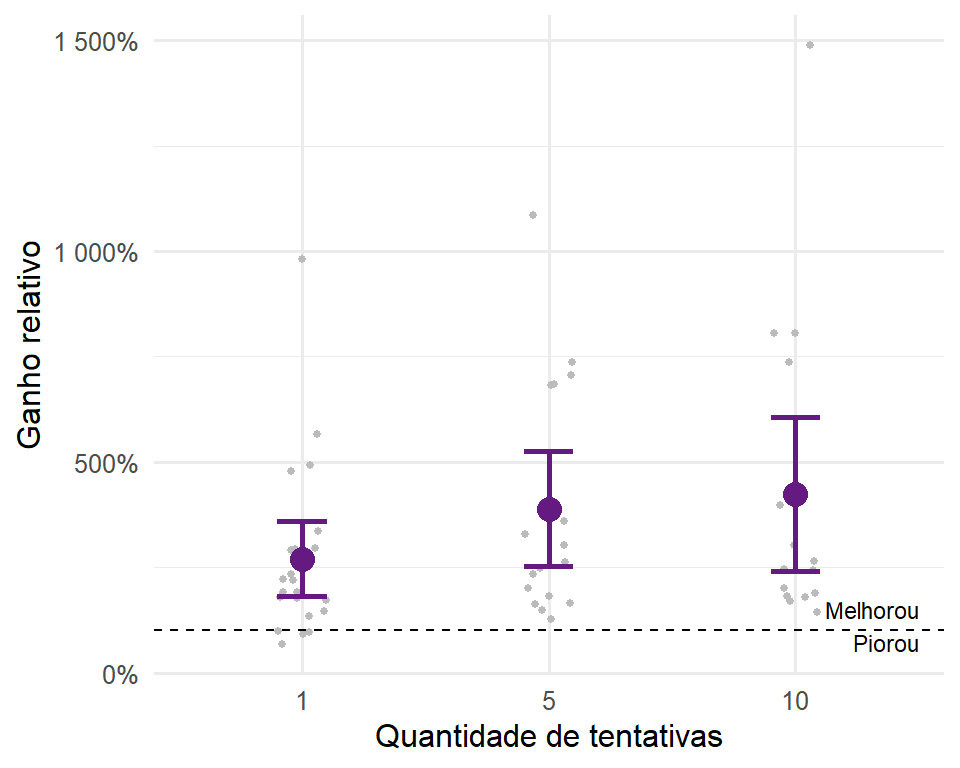 1 500%
1 000%
500%
0%
Ganho relativo
Melhorou
Piorou
1
5
10
Quantidade de tentativas